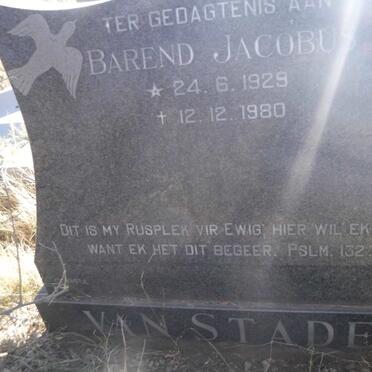 TER GEDAGTENIS AAN
BAREND JACOBUS
* 24. 6. 1929
† 12. 12. 1980
DIT IS MY RUSPLEK VIR EWIG; HIER WIL EK
WANT EK HET DIT BEGEER. PSLM. 132
VAN STADE